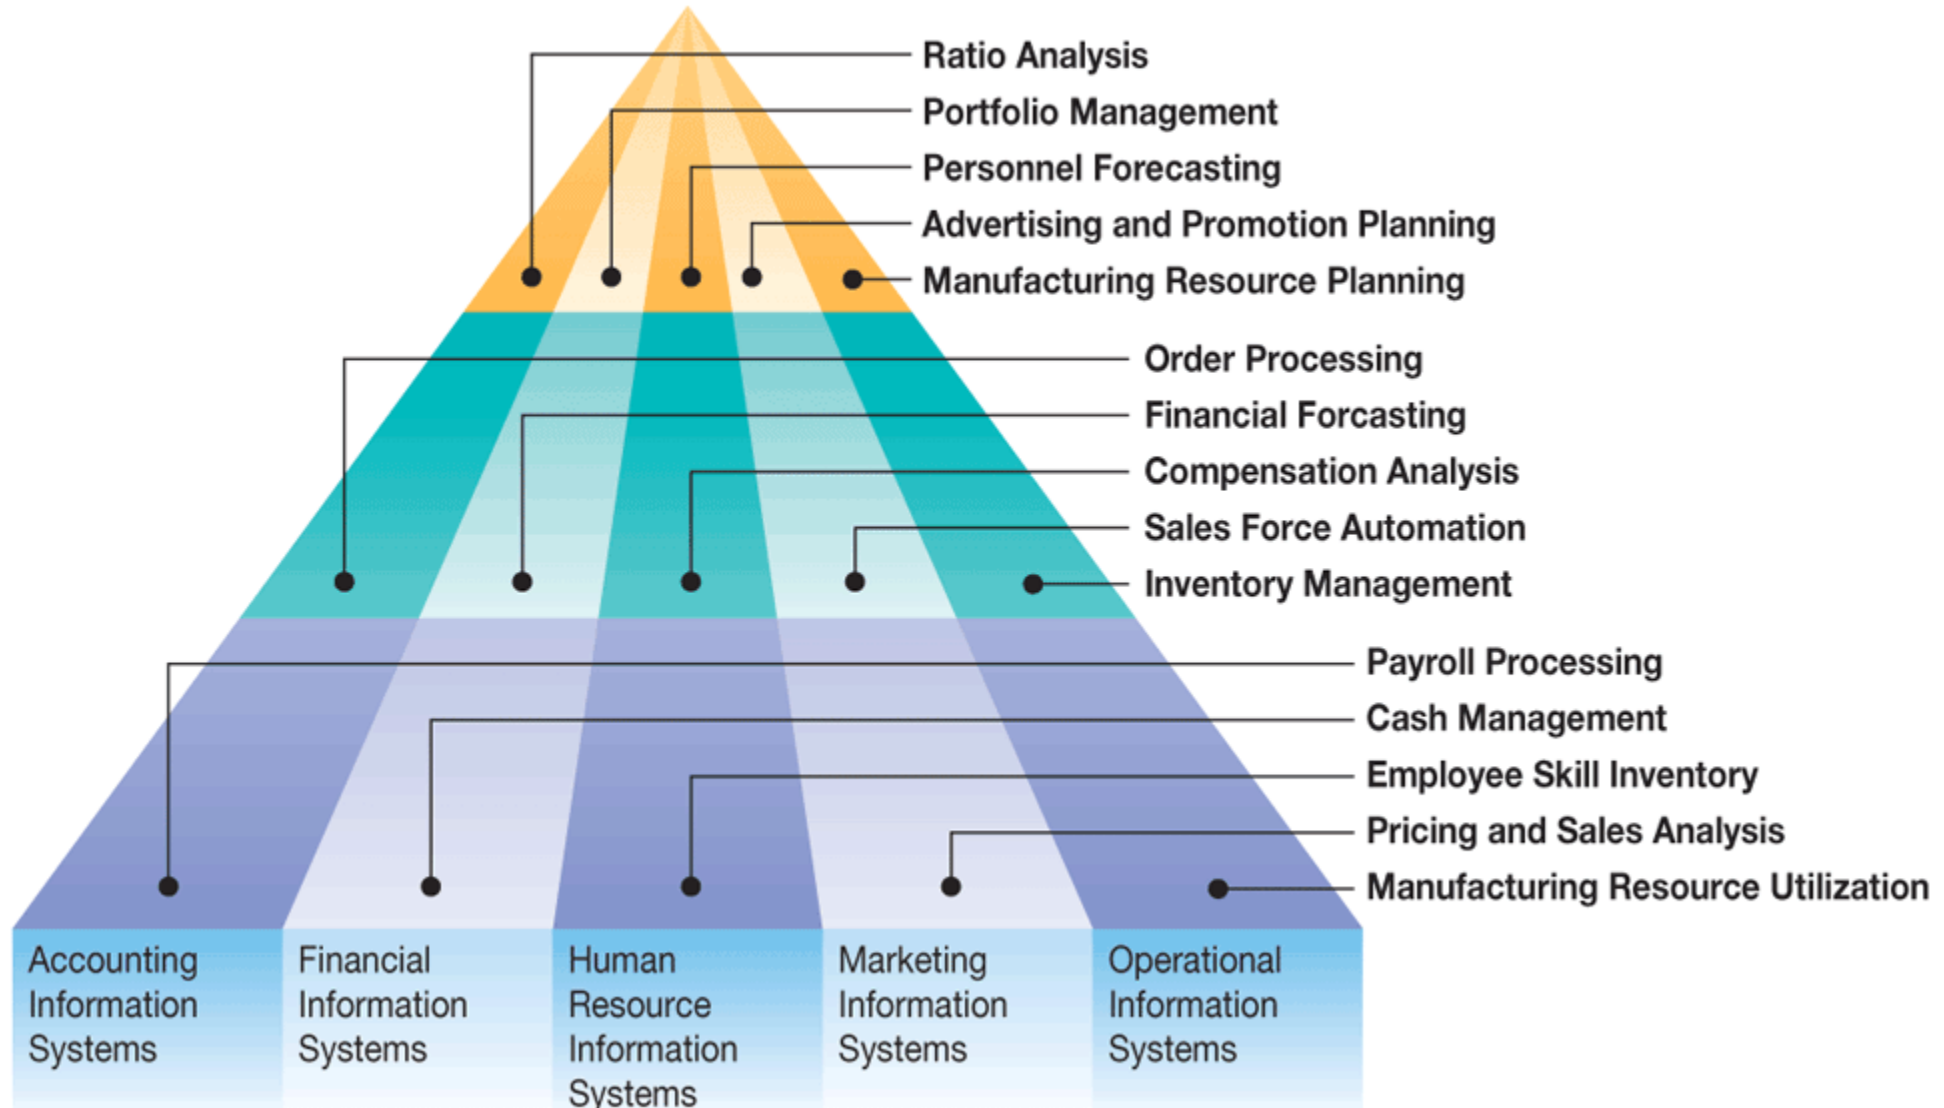 Ratio Analysis
Portfolio Management
Personnel Forecasting
Advertising and Promotion Planning
Manufacturing Resource Planning
Order Processing
Financial Forcasting
Compensation Analysis
Sales Force Automation
Inventory Management
Payroll Processing
Cash Management
Employee Skill Inventory
Pricing and Sales Analysis
Manufacturing Resource Utilization
Accounting
Information
Systems
Financial
Information
Systems
Human
Resource
Information
Systems
Marketing
Information
Systems
Operational
Information
Systems